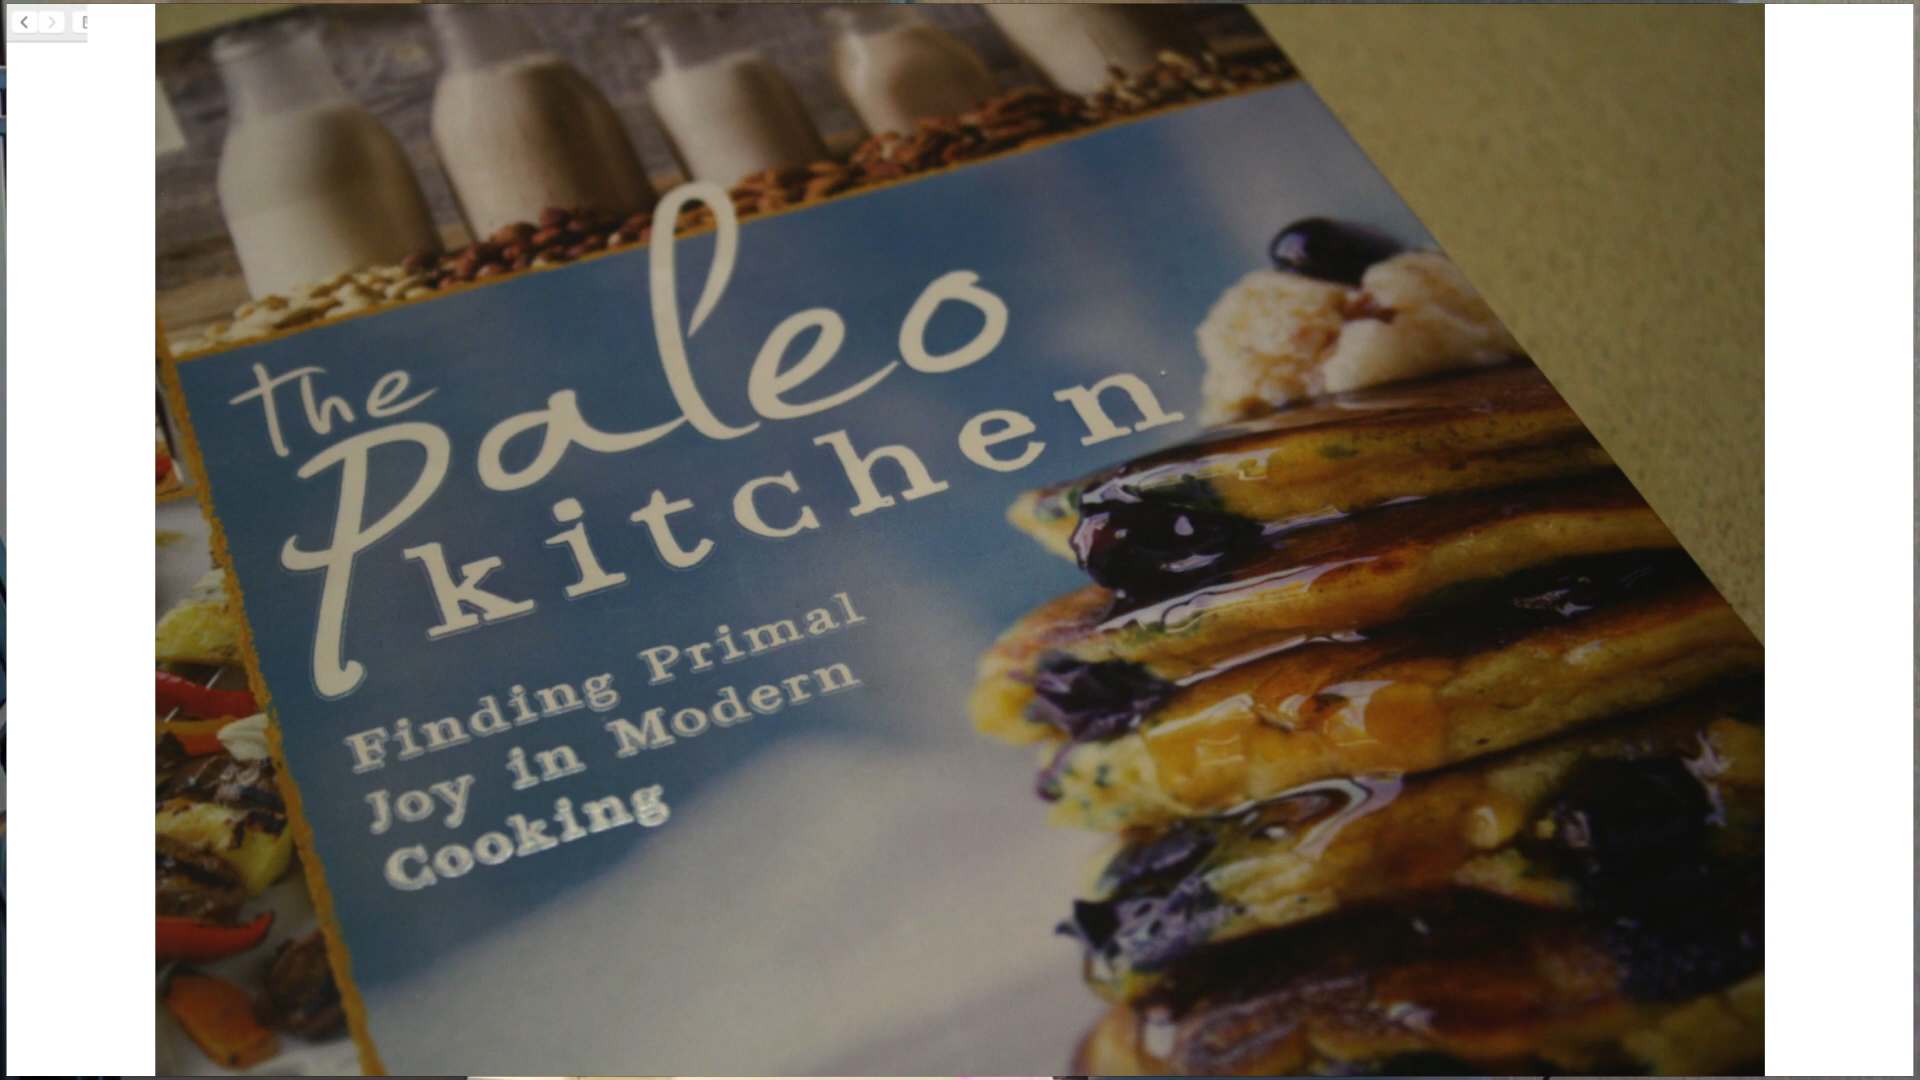 the
Paleo
kitchen
Finding Primal
Joy in Modern
Cooking